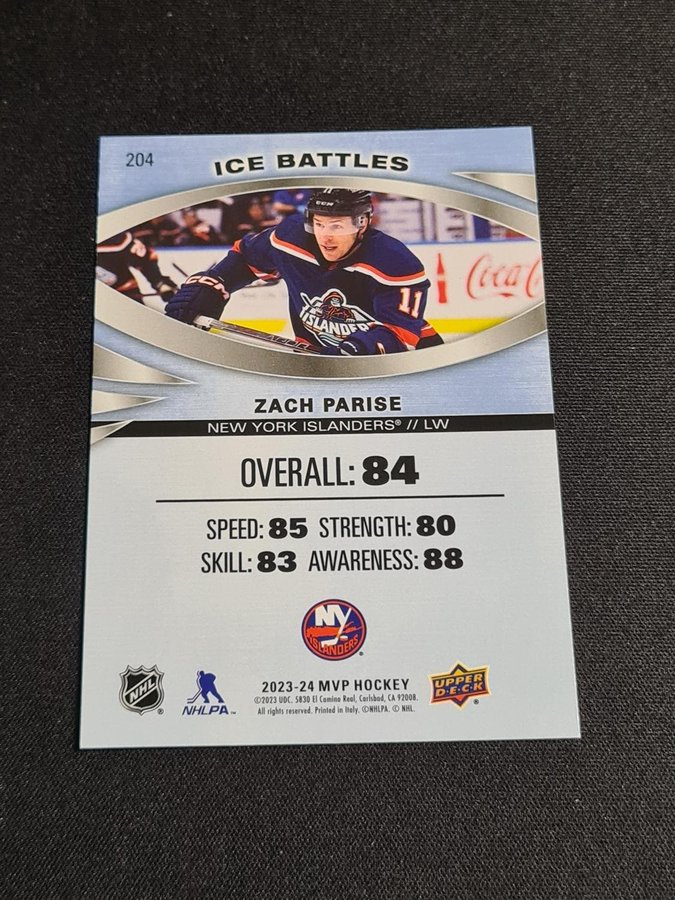 204
ICE BATTLES
CCM
11
CCM
11
ISLANDERS
Coca-C
ZACH PARISE
NEW YORK ISLANDERS® // LW
OVERALL: 84
SPEED: 85 STRENGTH: 80
SKILL: 83 AWARENESS: 88
NY
ISLANDERS
®
NHL
NHLPA
2023-24 MVP HOCKEY
©2023 UDC. 5830 El Camino Real, Carlsbad, CA 92008.
All rights reserved. Printed in Italy. ©NHLPA. © NHL.
UPPER
D·E·C·K
®